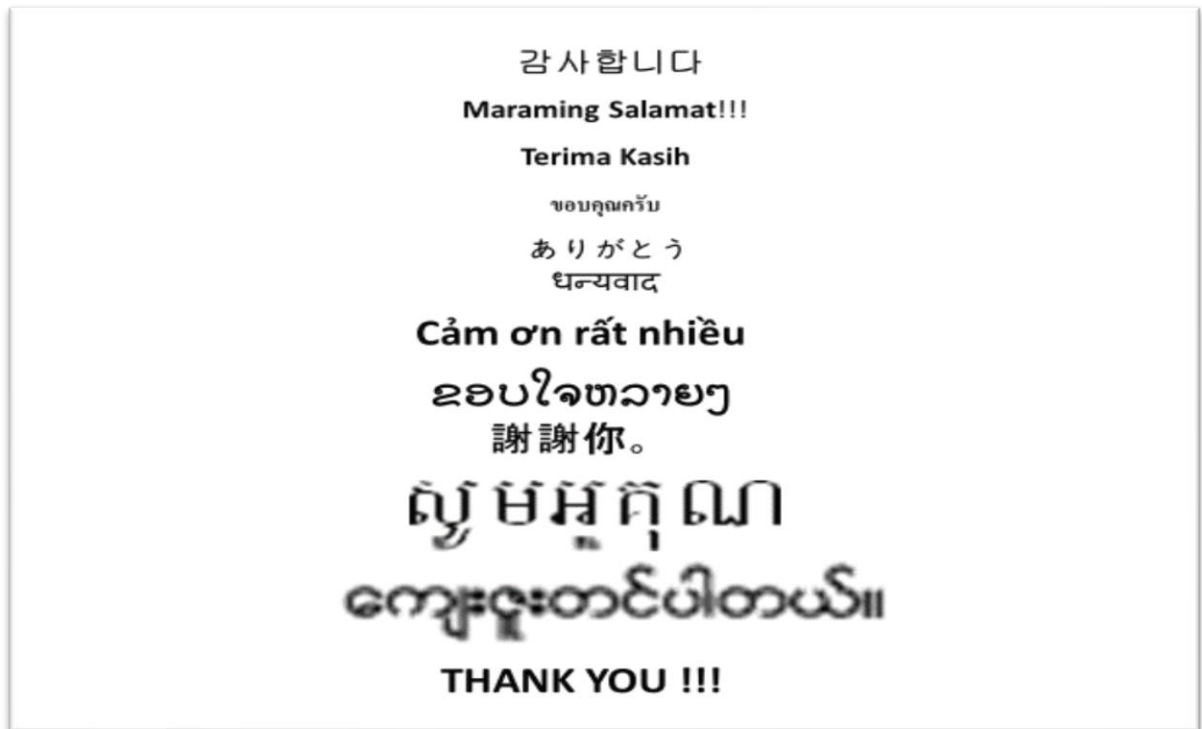 감사합니다
Maraming Salamat!!!
Terima Kasih
ขอบคุณครับ
ありがとう
धन्यवाद
Cảm ơn rất nhiều
ຂອບໃຈຫລາຍໆ
謝謝你。
សូមអរគុណ
ကျေးဇူးတင်ပါတယ်။
THANK YOU !!!